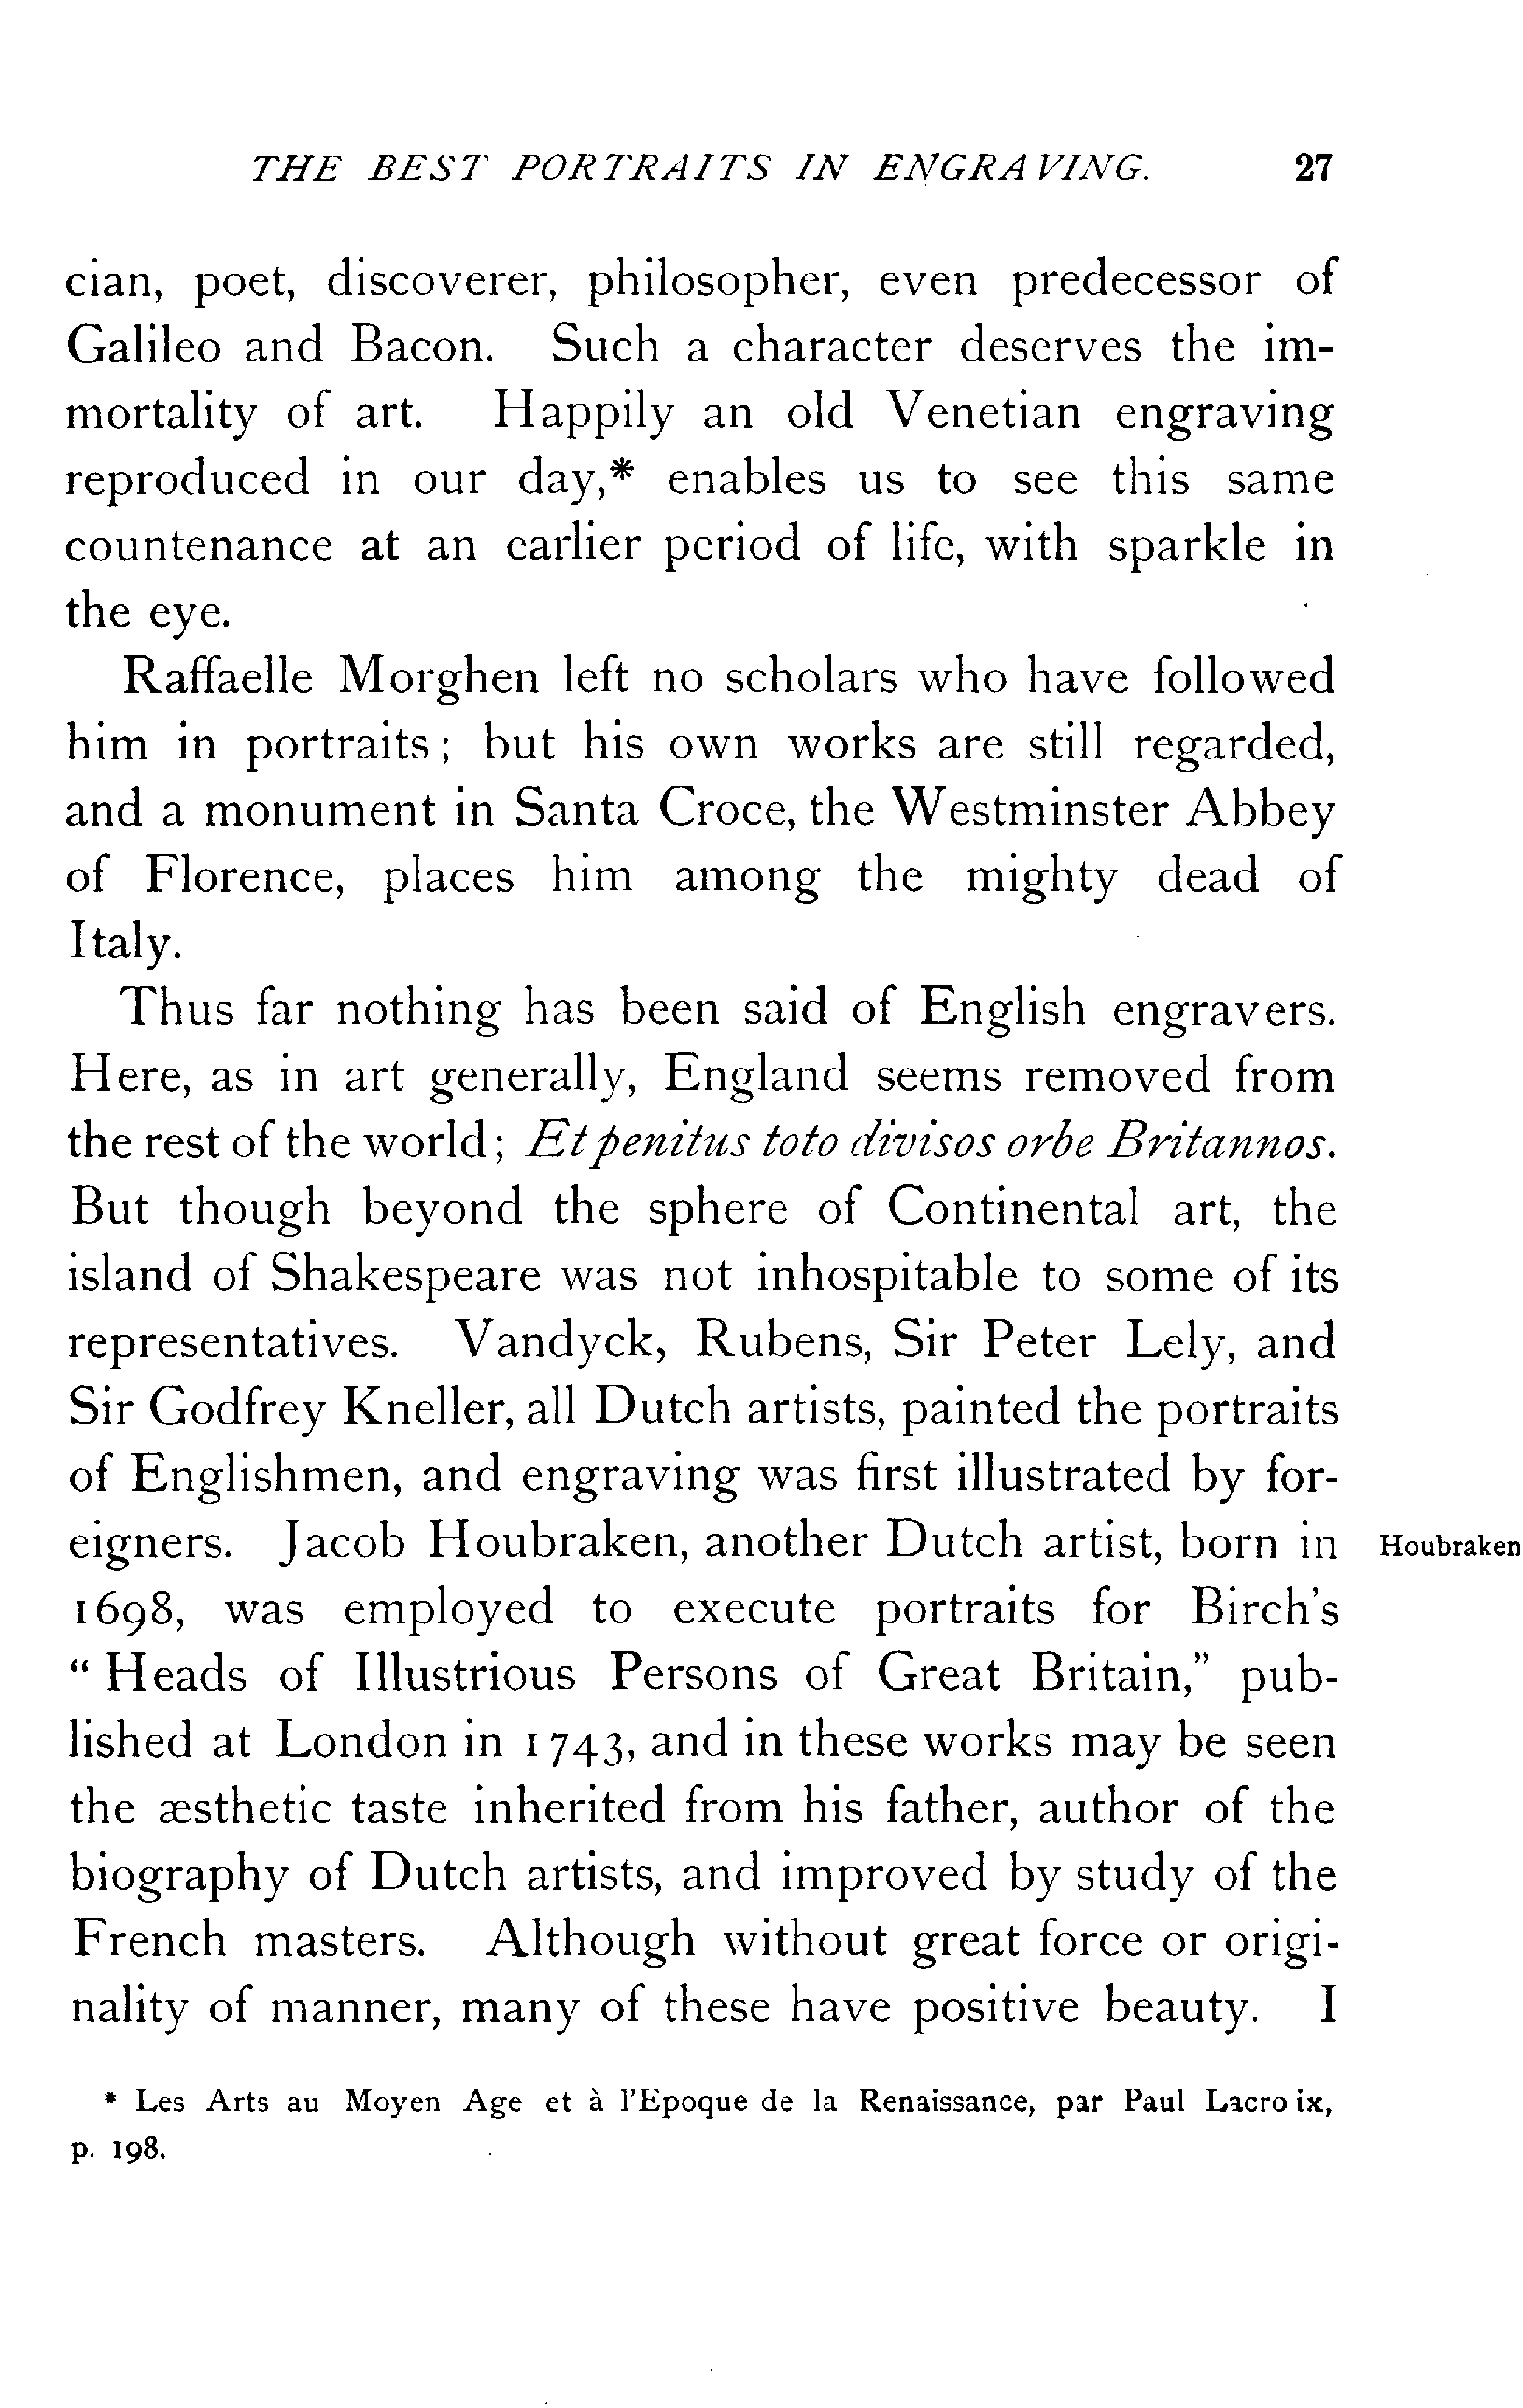 THE BEST PORTRAITS IN ENGRAVING. 27
cian, poet, discoverer, philosopher, even predecessor of
Galileo and Bacon. Such a character deserves the im-
mortality of art. Happily an old Venetian engraving
reproduced in our day,* enables us to see this same
countenance at an earlier period of life, with sparkle in
the eye.
Raffaelle Morghen left no scholars who have followed
him in portraits; but his own works are still regarded,
and a monument in Santa Croce, the Westminster Abbey
of Florence, places him among the mighty dead of
Italy.
Thus far nothing has been said of English engravers.
Here, as in art generally, England seems removed from
the rest of the world; Et penitus toto divisos orbe Britannos.
But though beyond the sphere of Continental art, the
island of Shakespeare was not inhospitable to some of its
representatives. Vandyck, Rubens, Sir Peter Lely, and
Sir Godfrey Kneller, all Dutch artists, painted the portraits
of Englishmen, and engraving was first illustrated by for-
eigners. Jacob Houbraken, another Dutch artist, born in Houbraken
1698, was employed to execute portraits for Birch's
"Heads of Illustrious Persons of Great Britain," pub-
lished at London in 1743, and in these works may be seen
the æsthetic taste inherited from his father, author of the
biography of Dutch artists, and improved by study of the
French masters. Although without great force or origi-
nality of manner, many of these have positive beauty. I
* Les Arts au Moyen Age et à l'Epoque de la Renaissance, par Paul Lacroix,
p. 198.